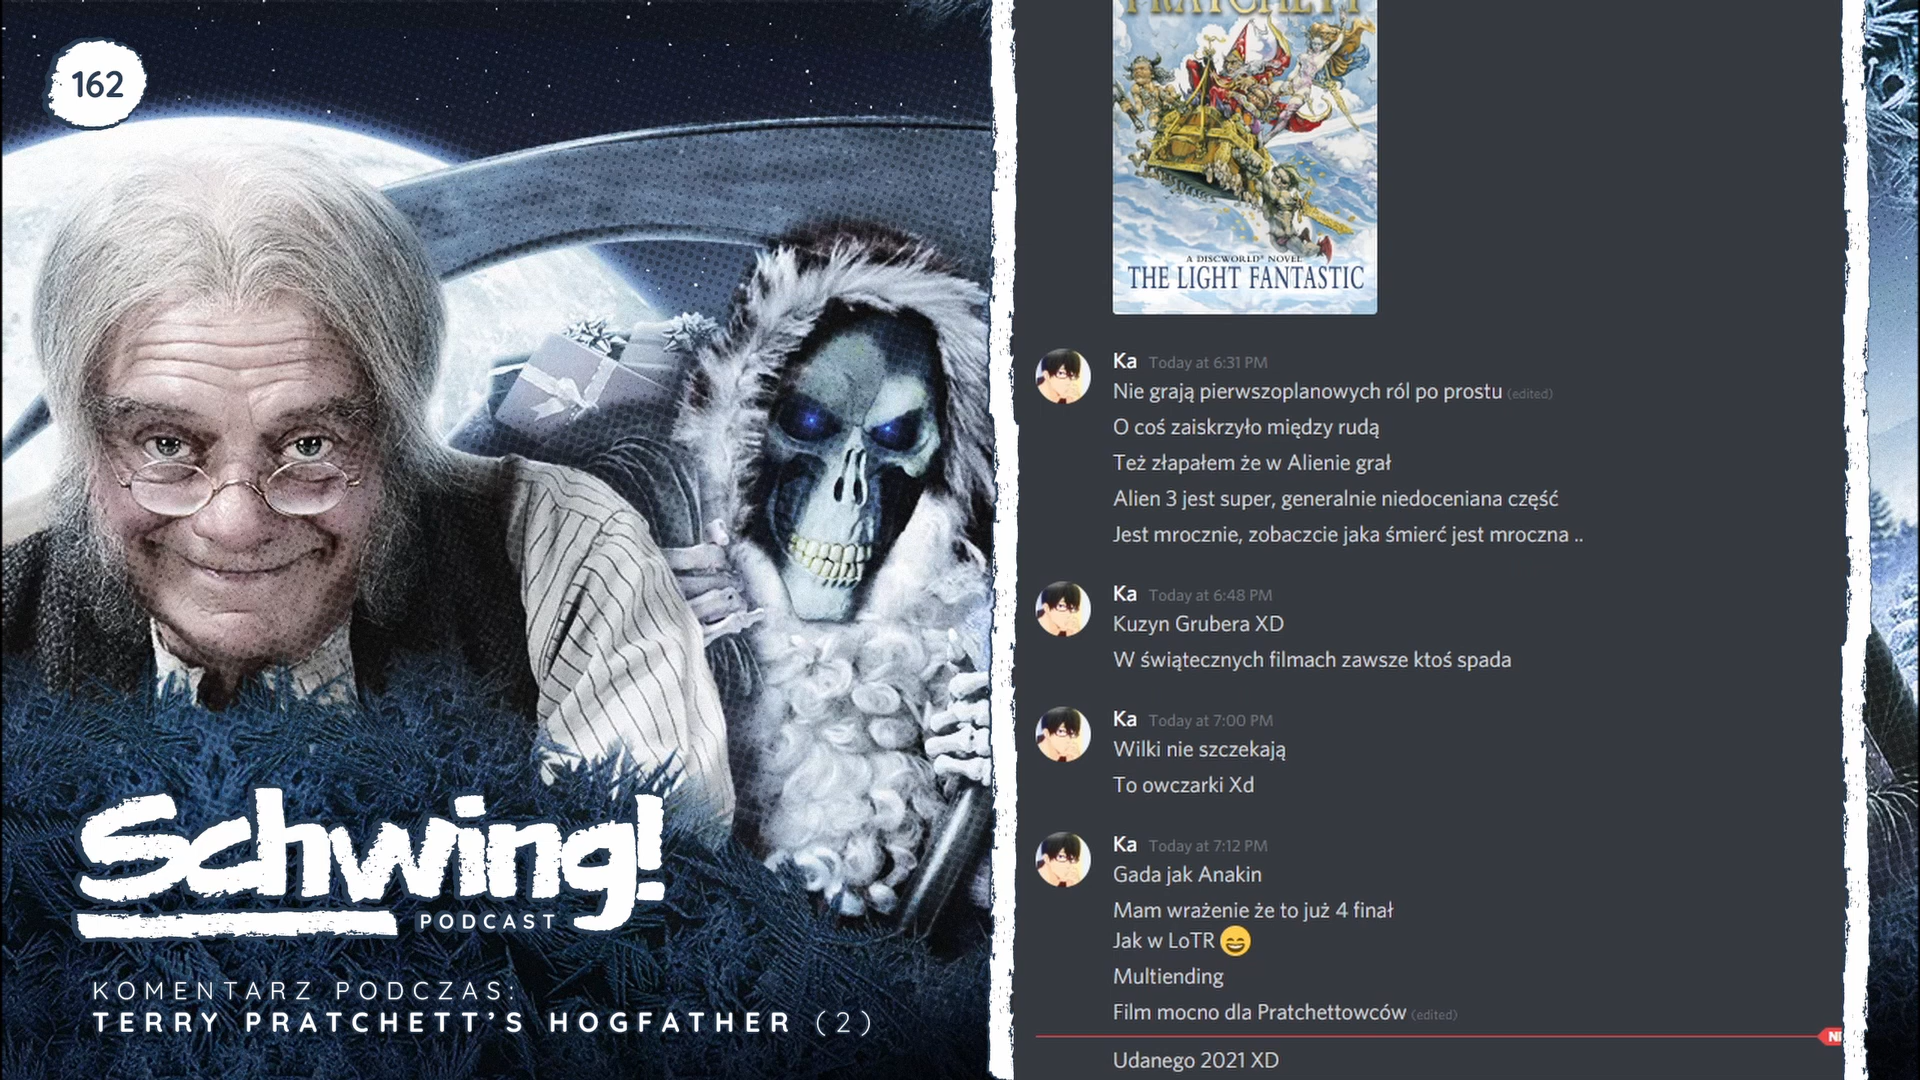 162
Schwing!
PODCAST
KOMENTARZ PODCZAS:
TERRY PRATCHETT'S HOGFATHER (2)
PRATCHETT
A DISCWORLD® NOVEL
THE LIGHT FANTASTIC
Ka Today at 6:31 PM
Nie grają pierwszoplanowych ról po prostu (edited)
O coś zaiskrzyło między rudą
Też złapałem że w Alienie grał
Alien 3 jest super, generalnie niedoceniana część
Jest mrocznie, zobaczcie jaka śmierć jest mroczna ..
Ka Today at 6:48 PM
Kuzyn Grubera XD
W świątecznych filmach zawsze ktoś spada
Ka Today at 7:00 PM
Wilki nie szczekają
To owczarki Xd
Ka Today at 7:12 PM
Gada jak Anakin
Mam wrażenie że to już 4 finał
Jak w LoTR 😄
Multiending
Film mocno dla Pratchettowców (edited)
Udanego 2021 XD